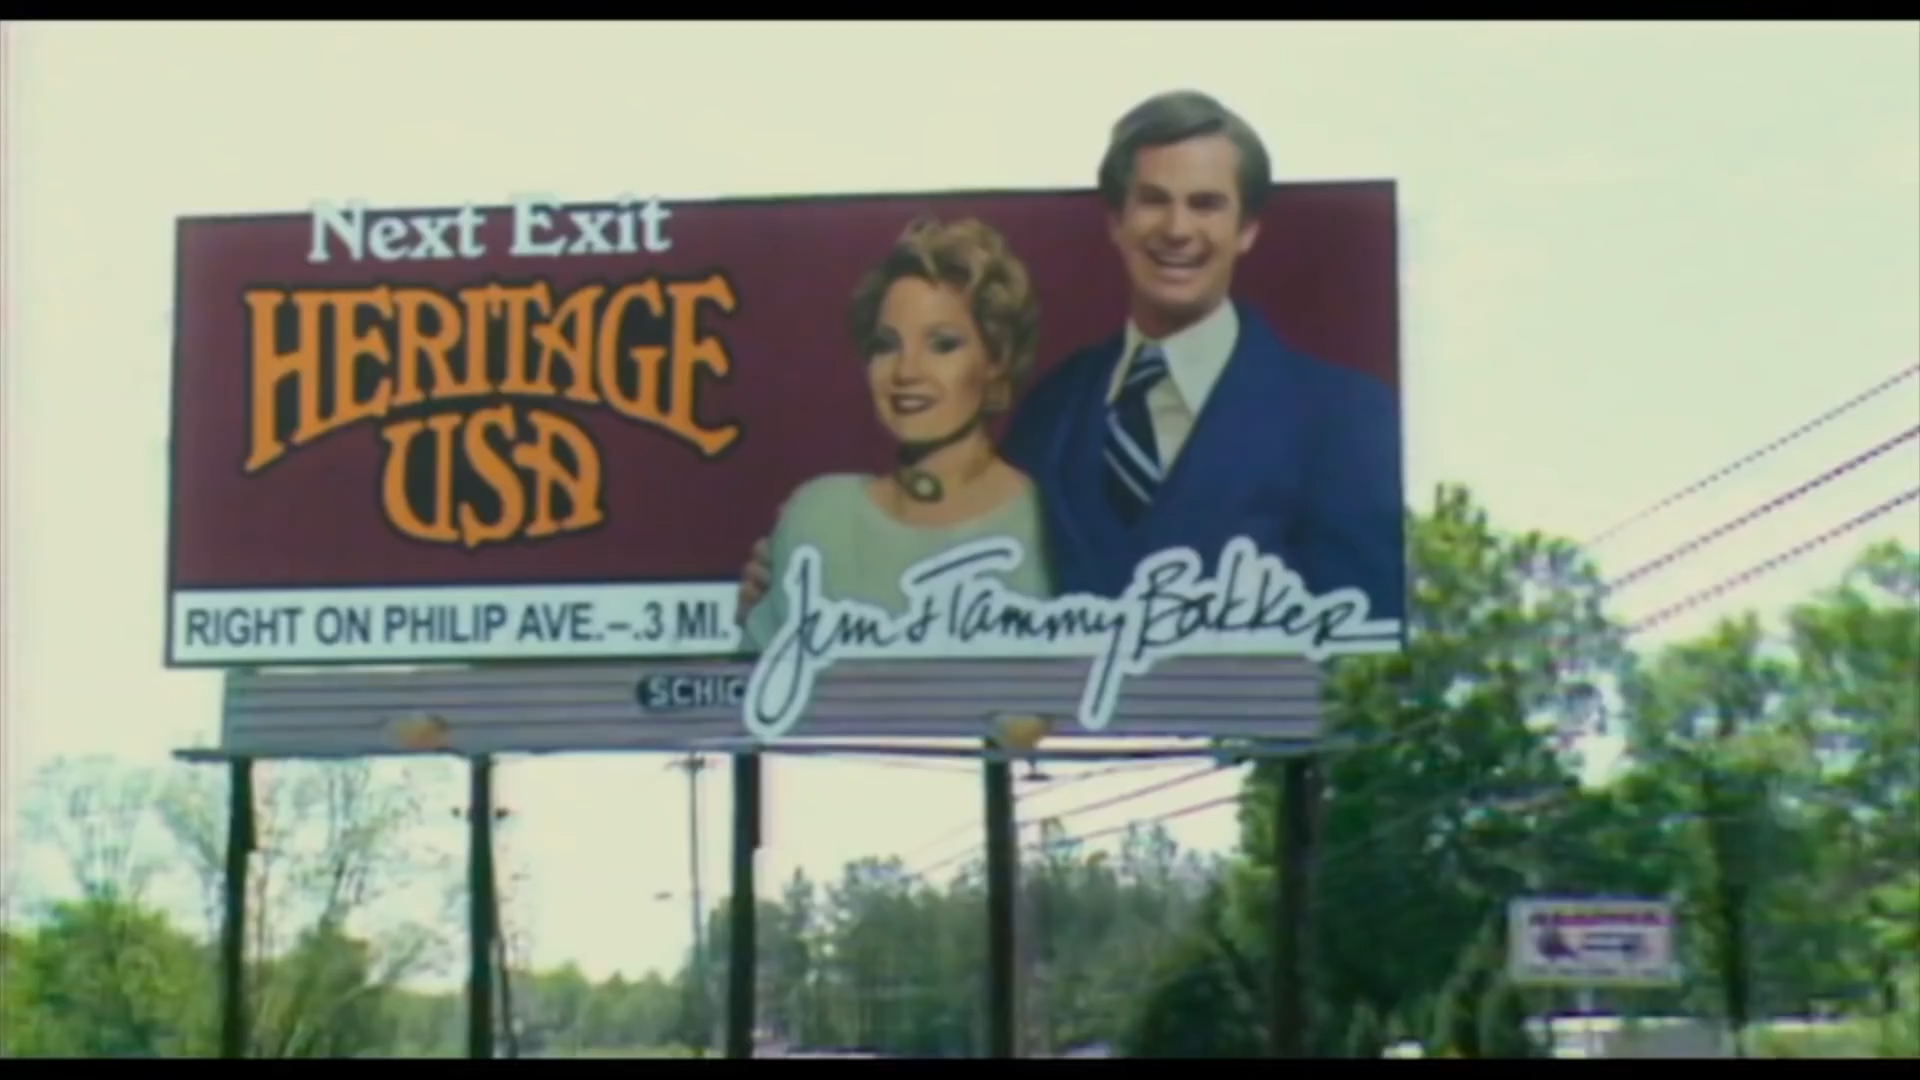 Next Exit
HERITAGE
USA
RIGHT ON PHILIP AVE.–.3 MI.
Jim & Tammy Bakker
SCHIC